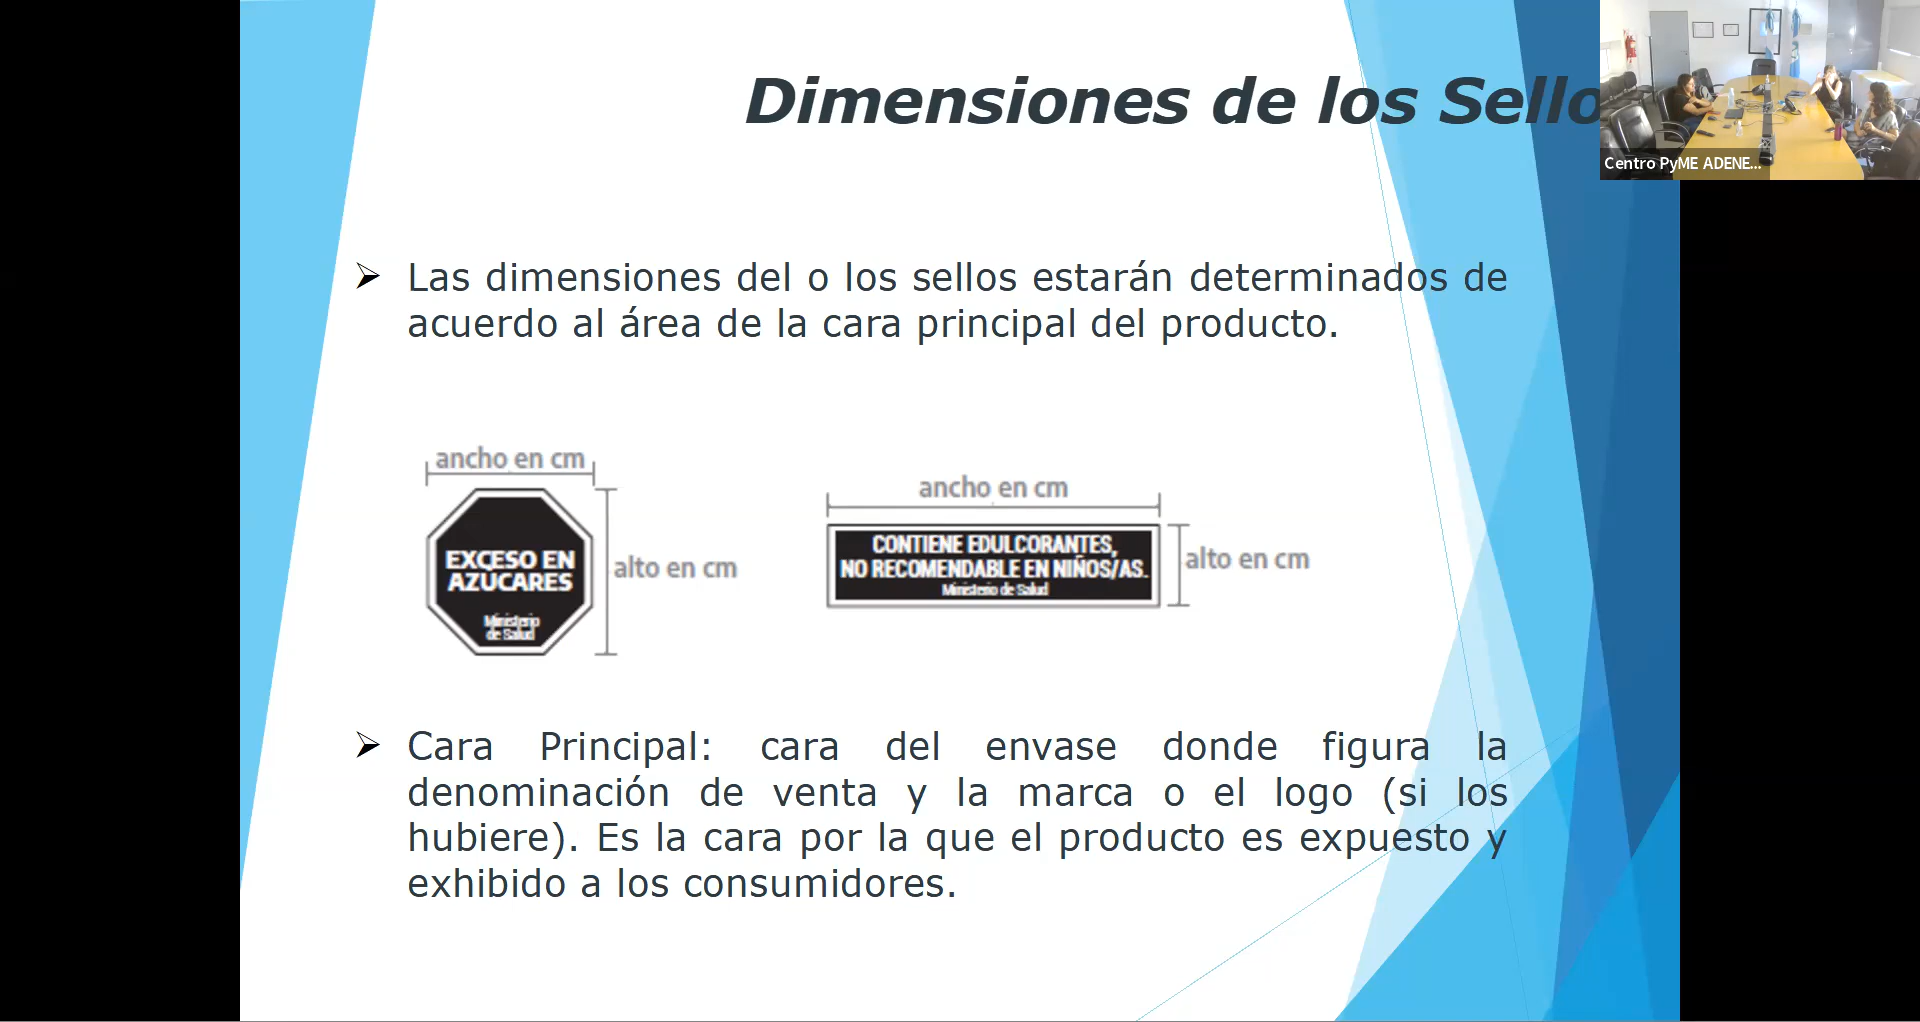 Dimensiones de los Sello
Centro PyME ADENE...
Las dimensiones del o los sellos estarán determinados de
acuerdo al área de la cara principal del producto.
ancho en cm
EXCESO EN
AZÚCARES
Ministerio
de Salud
alto en cm
ancho en cm
CONTIENE EDULCORANTES,
NO RECOMENDABLE EN NIÑOS/AS.
Ministerio de Salud
alto en cm
Cara Principal: cara del envase donde figura la
denominación de venta y la marca o el logo (si los
hubiere). Es la cara por la que el producto es expuesto y
exhibido a los consumidores.